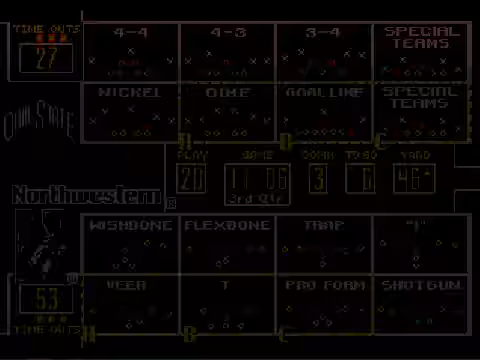 TIME OUTS
27
4-4 4-3 3-4 SPECIAL TEAMS
NICKEL DIME GOAL LINE SPECIAL TEAMS
Ohio State
A B C
PLAY GAME DOWN TO GO YARD
20 11:06 3 6 46
3rd Qtr
Northwestern
WISHBONE FLEXBONE TRAP "I"
VEER T PRO FORM SHOTGUN
53
TIME OUTS
A B C